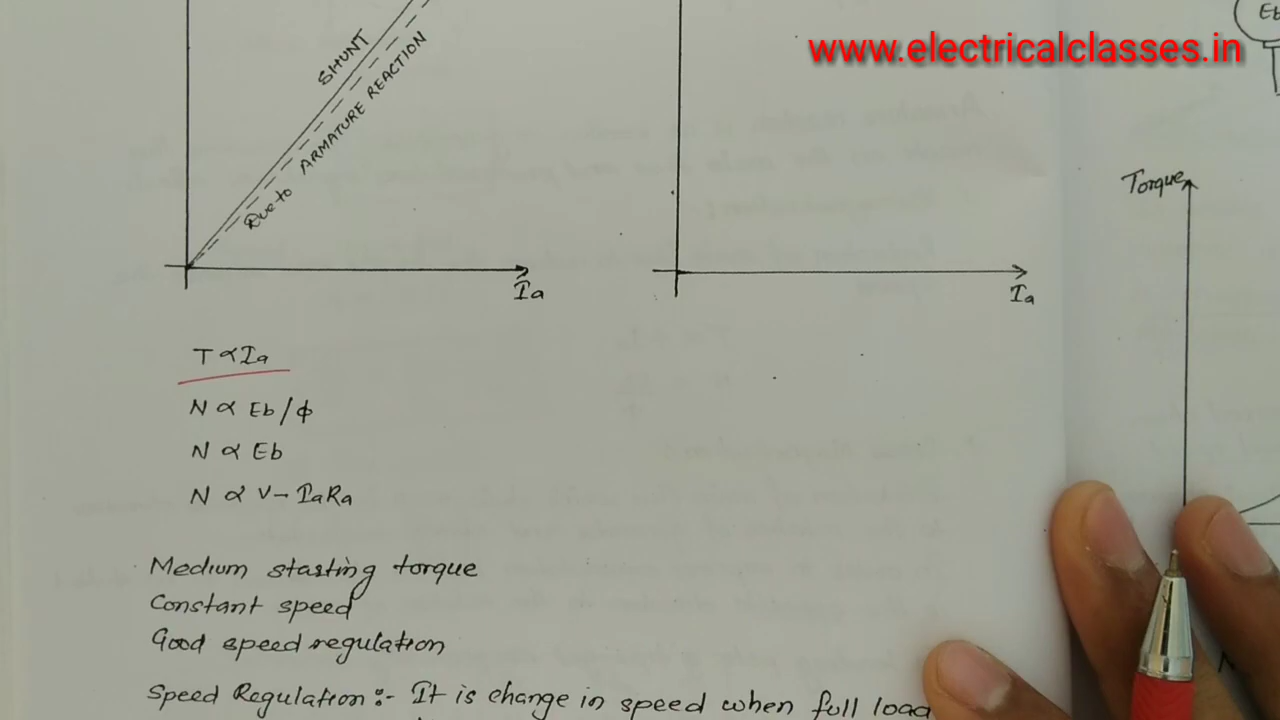 www.electricalclasses.in
Eb
SHUNT
Due to ARMATURE REACTION
Torque
Ia
Ia
T ∝ Ia
N ∝ Eb/ϕ
N ∝ Eb
N ∝ V-IaRa
Medium starting torque
Constant speed
Good speed regulation
N
Speed Regulation :- It is change in speed when full load